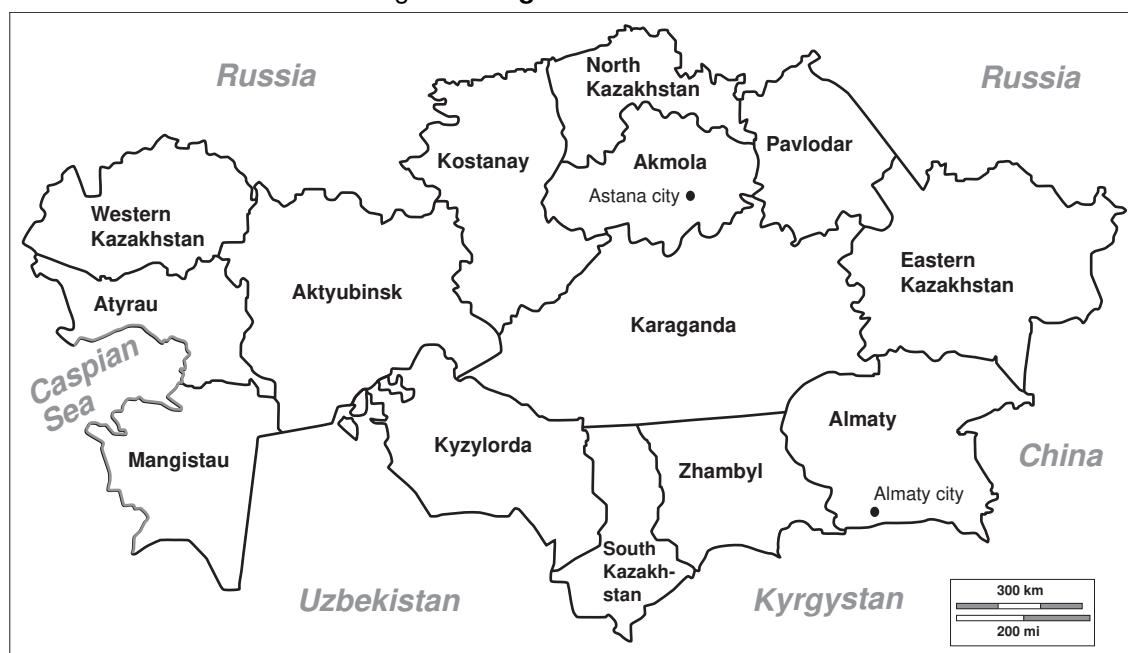 Russia
Russia
North
Kazakhstan
Kostanay
Akmola
Pavlodar
Astana city
Western
Kazakhstan
Eastern
Kazakhstan
Atyrau
Aktyubinsk
Karaganda
Caspian
Sea
Mangistau
Kyzylorda
Zhambyl
Almaty
China
Almaty city
South
Kazakh-
stan
Uzbekistan
Kyrgystan
300 km
200 mi